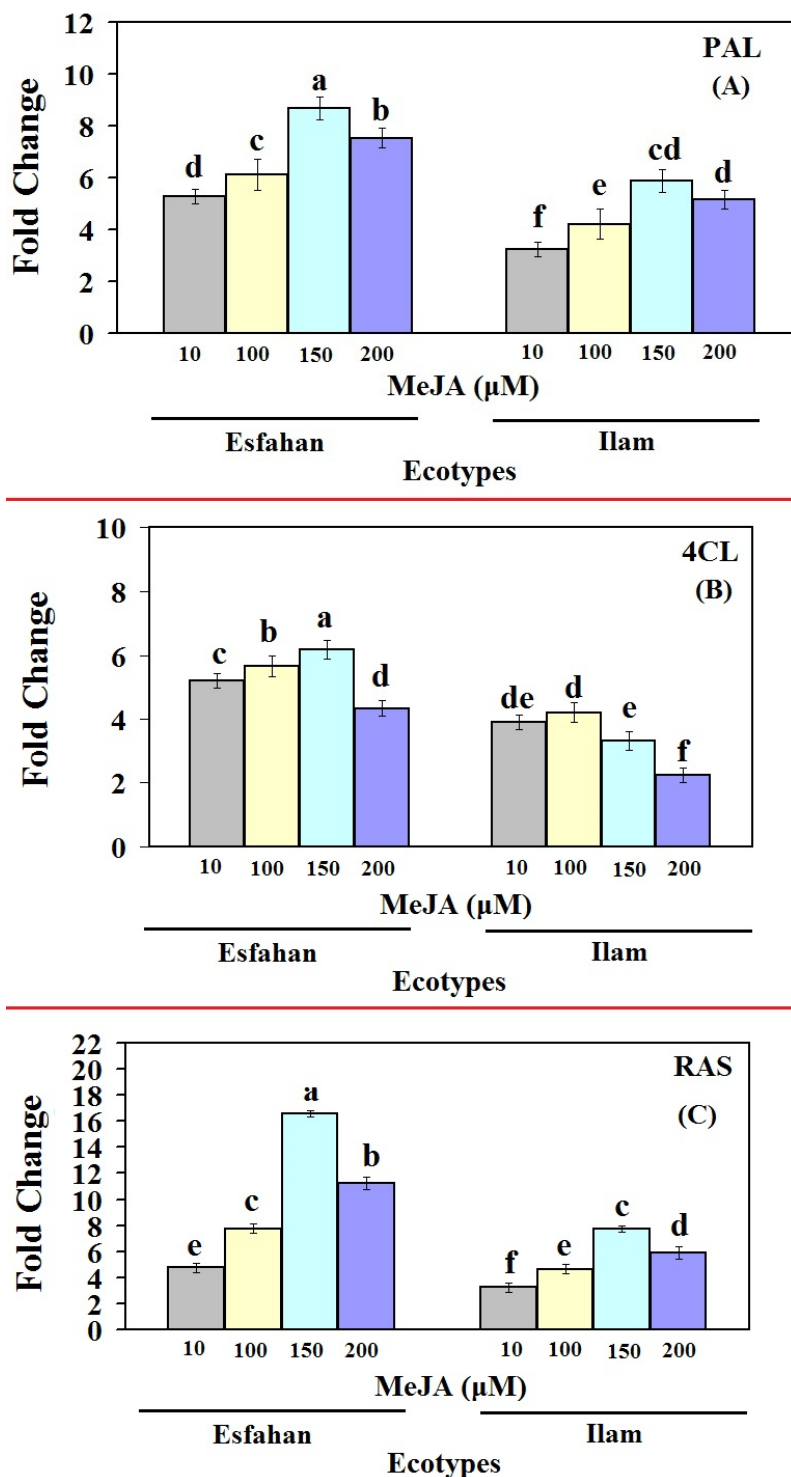 12
10
8
6
4
2
0
Fold Change
PAL
(A)
d c a b f e cd d
10 100 150 200 10 100 150 200
MeJA (μM)
Esfahan Ilam
Ecotypes
10
8
6
4
2
0
Fold Change
4CL
(B)
c b a d de d e f
10 100 150 200 10 100 150 200
MeJA (μM)
Esfahan Ilam
Ecotypes
22
20
18
16
14
12
10
8
6
4
2
0
Fold Change
RAS
(C)
e c a b f e c d
10 100 150 200 10 100 150 200
MeJA (μM)
Esfahan Ilam
Ecotypes